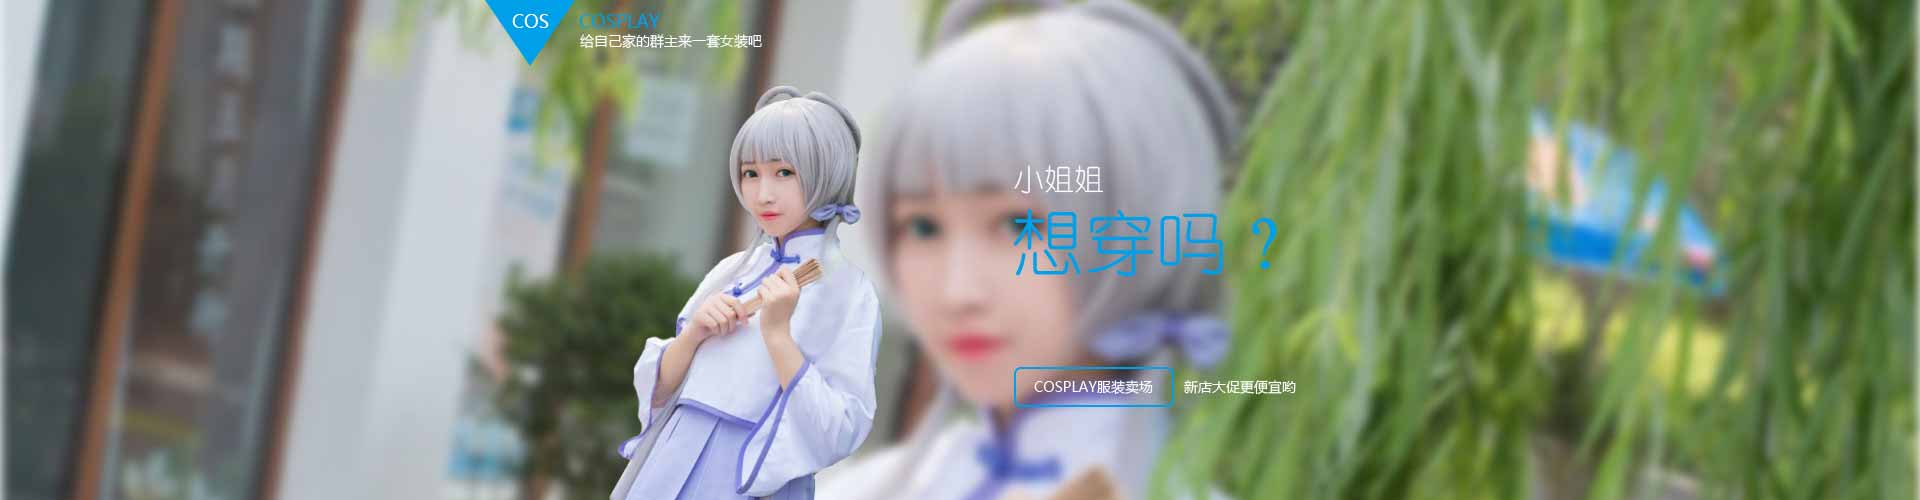 COS
COSPLAY
给自己家的群主来一套女装吧
小姐姐
想穿吗？
COSPLAY服装卖场
新店大促更便宜哟